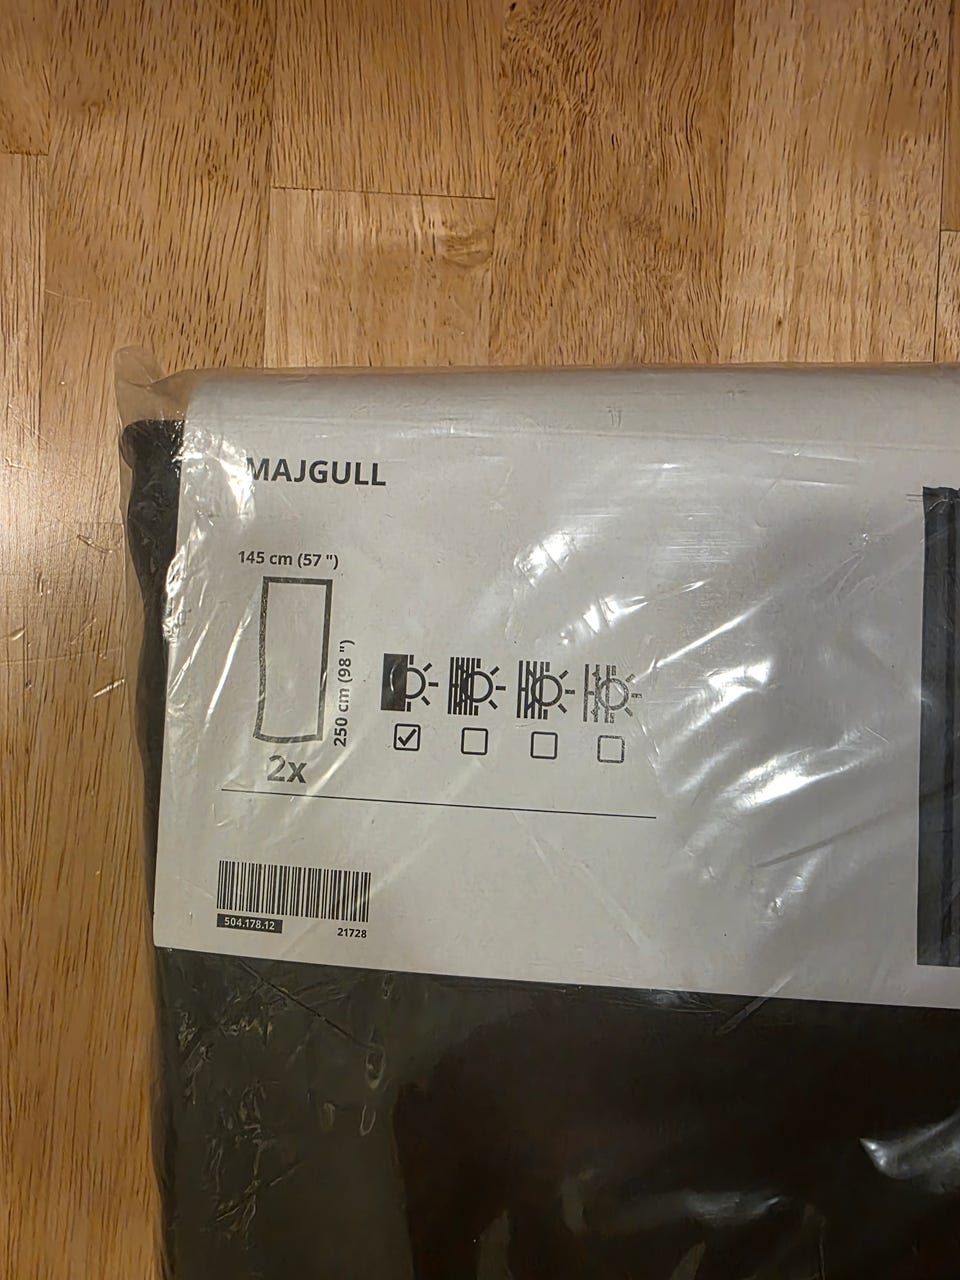 MAJGULL
145 cm (57 ")
250 cm (98 ")
2x
504.178.12
21728